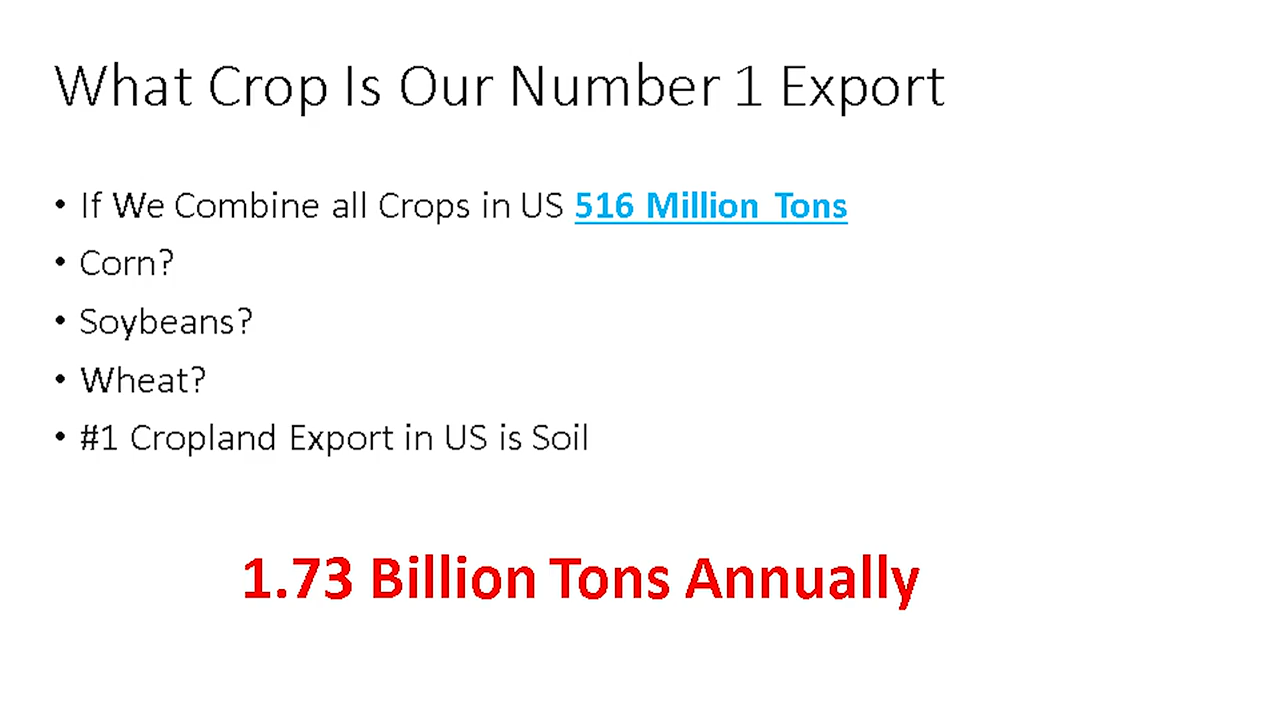 What Crop Is Our Number 1 Export
• If We Combine all Crops in US 516 Million Tons
• Corn?
• Soybeans?
• Wheat?
• #1 Cropland Export in US is Soil
1.73 Billion Tons Annually